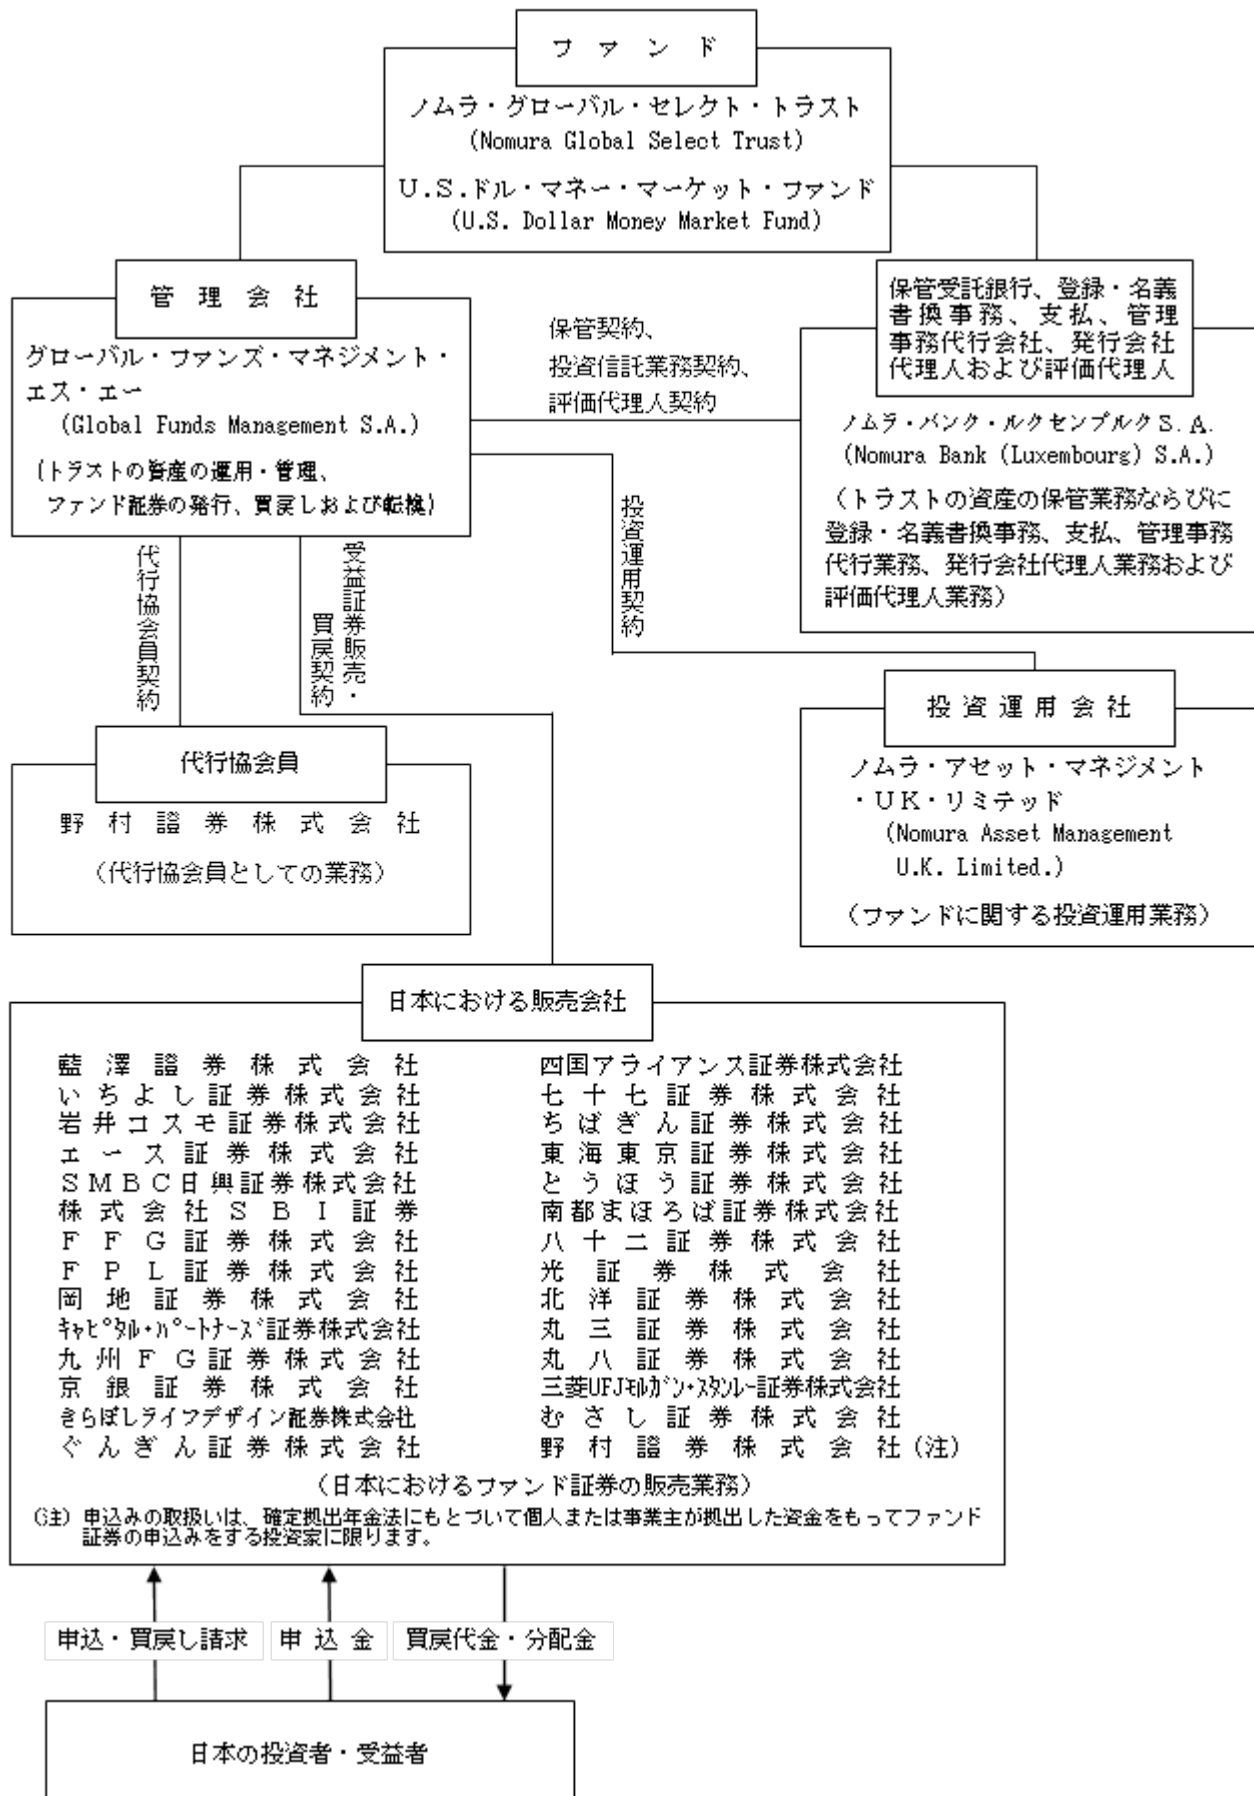 ファンド
ノムラ・グローバル・セレクト・トラスト
(Nomura Global Select Trust)
U.S.ドル・マネー・マーケット・ファンド
(U.S. Dollar Money Market Fund)
管理会社
グローバル・ファンズ・マネジメント・
エス・エー
(Global Funds Management S.A.)
(トラストの資産の運用・管理、
ファンド証券の発行、買戻しおよび転換)
保管契約、
投資信託業務契約、
評価代理人契約
保管受託銀行、登録・名義
書換事務、支払、管理
事務代行会社、発行会社
代理人および評価代理人
ノムラ・バンク・ルクセンブルクS.A.
(Nomura Bank (Luxembourg) S.A.)
(トラストの資産の保管業務ならびに
登録・名義書換事務、支払、管理事務
代行業務、発行会社代理人業務および
評価代理人業務)
代行協会員契約
受益証券販売・
買戻契約
投資運用契約
投資運用会社
ノムラ・アセット・マネジメント
・UK・リミテッド
(Nomura Asset Management
U.K. Limited.)
(ファンドに関する投資運用業務)
代行協会員
野村證券株式会社
(代行協会員としての業務)
日本における販売会社
藍澤證券株式会社
いちよし証券株式会社
岩井コスモ証券株式会社
エース証券株式会社
SMBC日興証券株式会社
株式会社SBI証券
FFG証券株式会社
FPL証券株式会社
岡地証券株式会社
キャピタル・パートナーズ証券株式会社
九州FG証券株式会社
京銀証券株式会社
きらぼしライフデザイン証券株式会社
ぐんぎん証券株式会社
四国アライアンス証券株式会社
七十七証券株式会社
ちばぎん証券株式会社
東海東京証券株式会社
とうほう証券株式会社
南都まほろば証券株式会社
八十二証券株式会社
光証券株式会社
北洋証券株式会社
丸三証券株式会社
丸八証券株式会社
三菱UFJモルガン・スタンレー証券株式会社
むさし証券株式会社
野村證券株式会社(注)
(日本におけるファンド証券の販売業務)
(注) 申込みの取扱いは、確定拠出年金法にもとづいて個人または事業主が拠出した資金をもってファンド
証券の申込みをする投資家に限ります。
申込・買戻し請求
申込金
買戻代金・分配金
日本の投資者・受益者